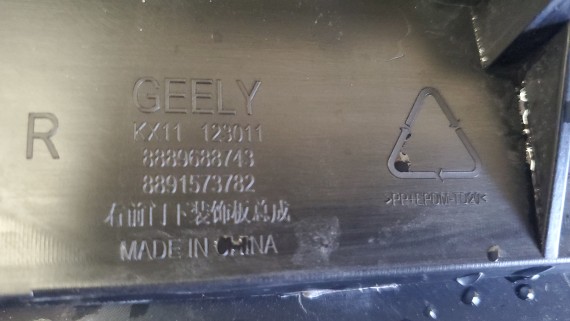 GEELY
R
KX11 123011
8889688743
8891573782
右前门下装饰板总成
MADE IN CHINA
>PP+EPDM-TD20<